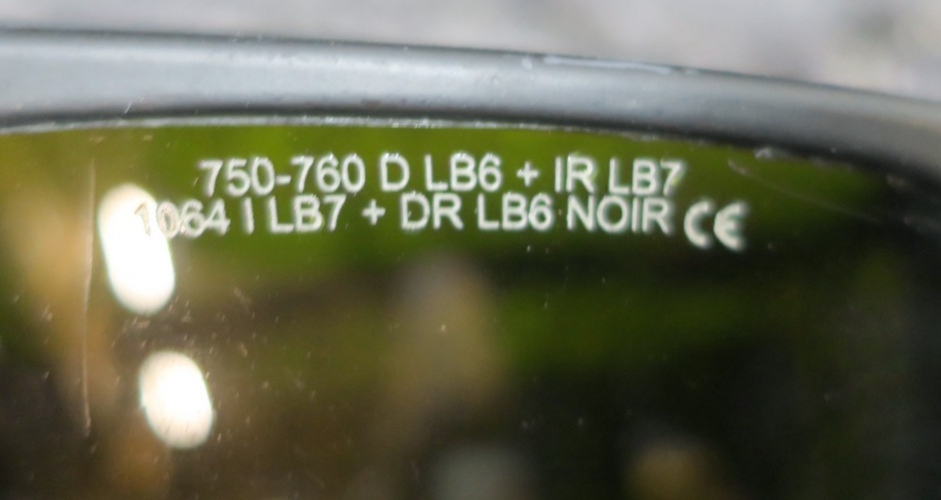 750-760 D LB6 + IR LB7
1064 I LB7 + DR LB6 NOIR CE